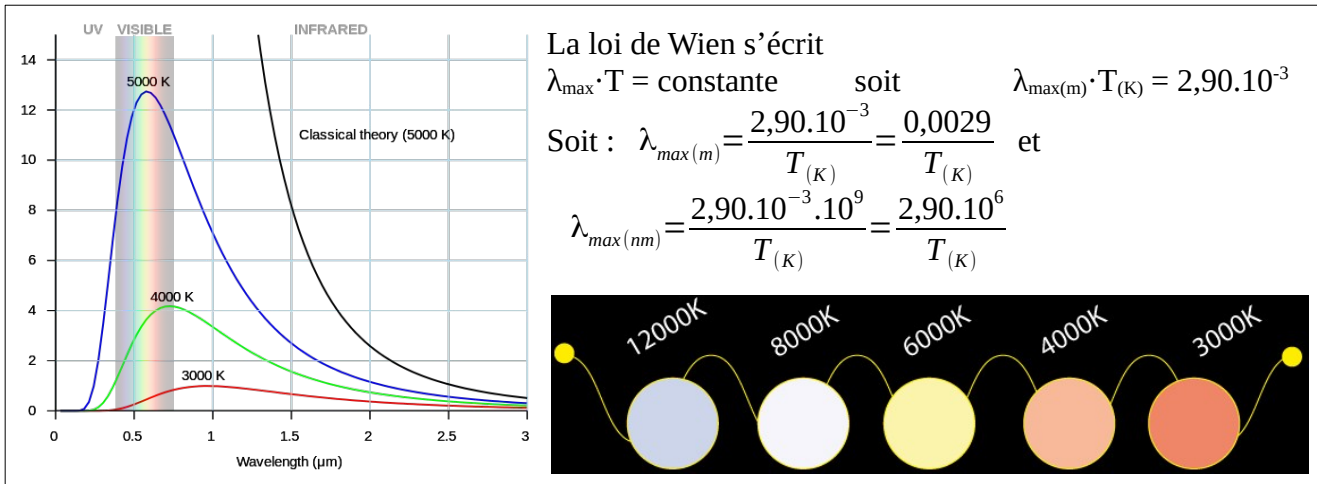 UV VISIBLE INFRARED
14
12
10
8
6
4
2
0
5000 K
Classical theory (5000 K)
4000 K
3000 K
0 0.5 1 1.5 2 2.5 3
Wavelength (μm)
La loi de Wien s’écrit
λmax·T = constante soit λmax(m)·T(K) = 2,90.10⁻³
Soit : λmax(m) = 2,90.10⁻³ / T(K) = 0,0029 / T(K) et
λmax(nm) = 2,90.10⁻³.10⁹ / T(K) = 2,90.10⁶ / T(K)
12000K 8000K 6000K 4000K 3000K